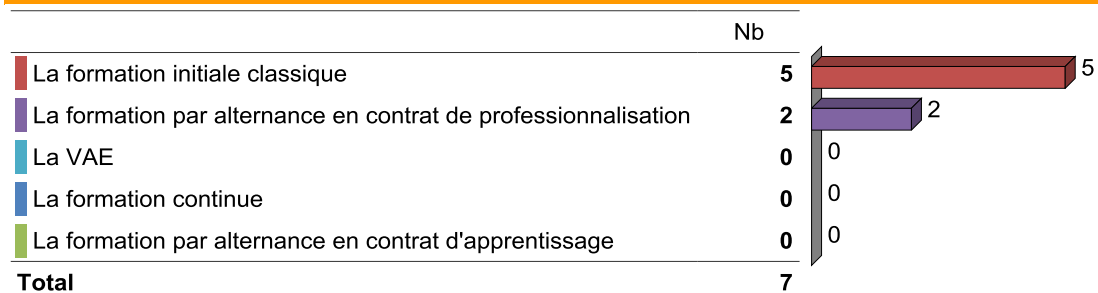 Nb
La formation initiale classique 5 5
La formation par alternance en contrat de professionnalisation 2 2
La VAE 0 0
La formation continue 0 0
La formation par alternance en contrat d'apprentissage 0 0
Total 7